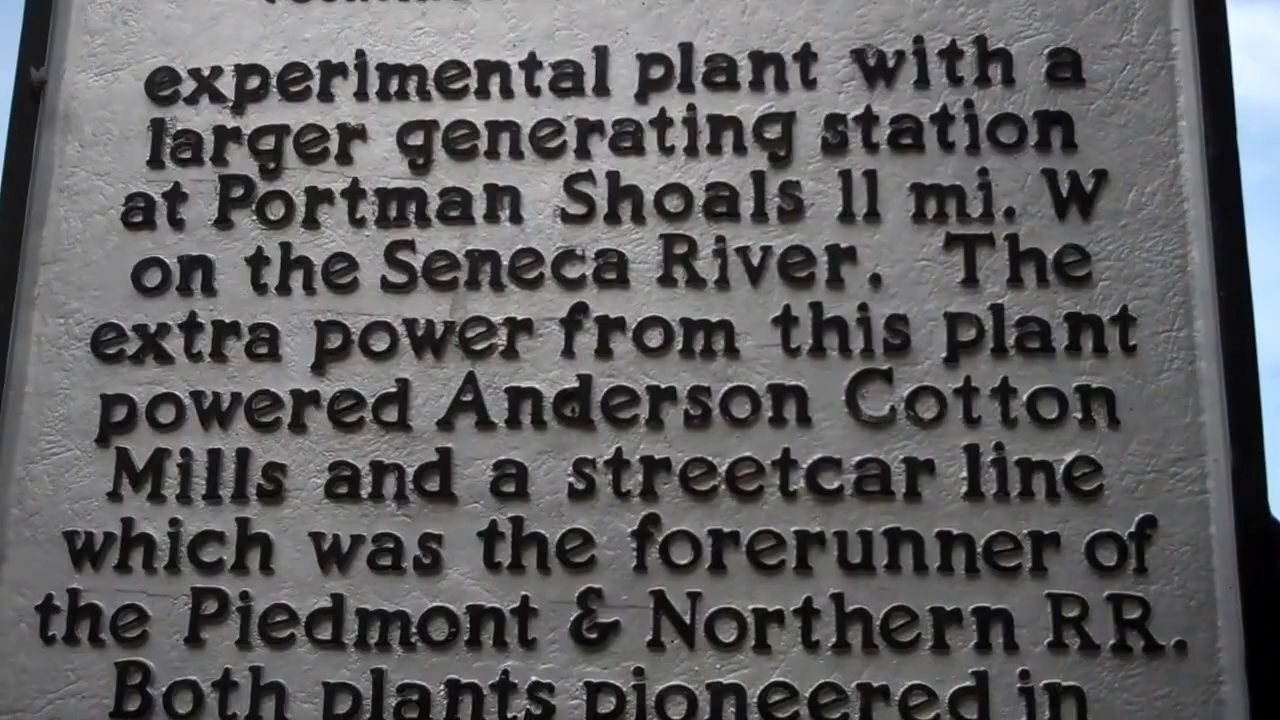 experimental plant with a
larger generating station
at Portman Shoals 11 mi. W
on the Seneca River. The
extra power from this plant
powered Anderson Cotton
Mills and a streetcar line
which was the forerunner of
the Piedmont & Northern RR.
Both plants pioneered in